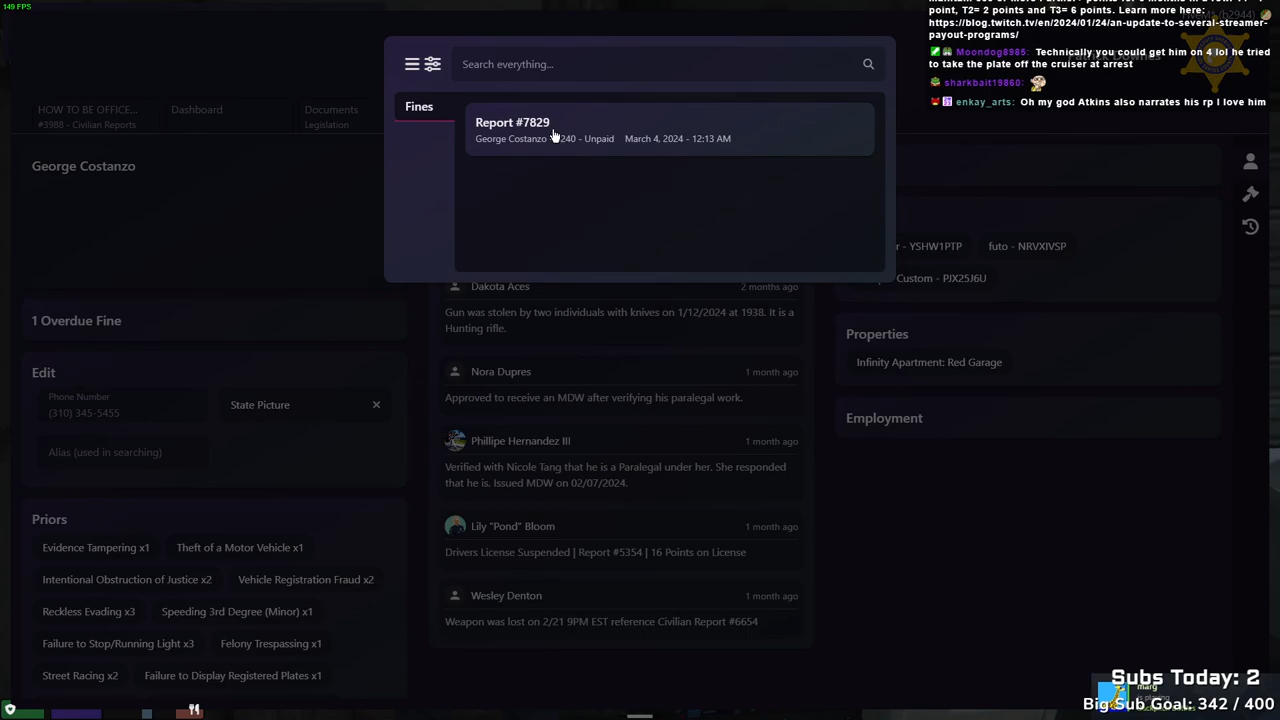 149 FPS
point, T2= 2 points and T3= 6 points. Learn more here:
https://blog.twitch.tv/en/2024/01/24/an-update-to-several-streamer-
payout-programs/
Moondog8985: Technically you could get him on 4 lol he tried
to take the plate off the cruiser at arrest
sharkbait19860:
enkay_arts: Oh my god Atkins also narrates his rp I love him
Search everything...
Fines
Report #7829
George Costanzo
240 - Unpaid
March 4, 2024 - 12:13 AM
HOW TO BE OFFICE...
#3988 - Civilian Reports
Dashboard
Documents
Legislation
George Costanzo
1 Overdue Fine
Edit
Phone Number
(310) 345-5455
State Picture
Alias (used in searching)
Priors
Evidence Tampering x1
Theft of a Motor Vehicle x1
Intentional Obstruction of Justice x2
Vehicle Registration Fraud x2
Reckless Evading x3
Speeding 3rd Degree (Minor) x1
Failure to Stop/Running Light x3
Felony Trespassing x1
Street Racing x2
Failure to Display Registered Plates x1
Dakota Aces
2 months ago
Gun was stolen by two individuals with knives on 1/12/2024 at 1938. It is a
Hunting rifle.
Nora Dupres
1 month ago
Approved to receive an MDW after verifying his paralegal work.
Phillipe Hernandez III
1 month ago
Verified with Nicole Tang that he is a Paralegal under her. She responded
that he is. Issued MDW on 02/07/2024.
Lily "Pond" Bloom
1 month ago
Drivers License Suspended | Report #5354 | 16 Points on License
Wesley Denton
1 month ago
Weapon was lost on 2/21 9PM EST reference Civilian Report #6654
r - YSHW1PTP
futo - NRVXIVSP
Custom - PJX25J6U
Properties
Infinity Apartment: Red Garage
Employment
marg
Subs Today: 2
Big Sub Goal: 342 / 400